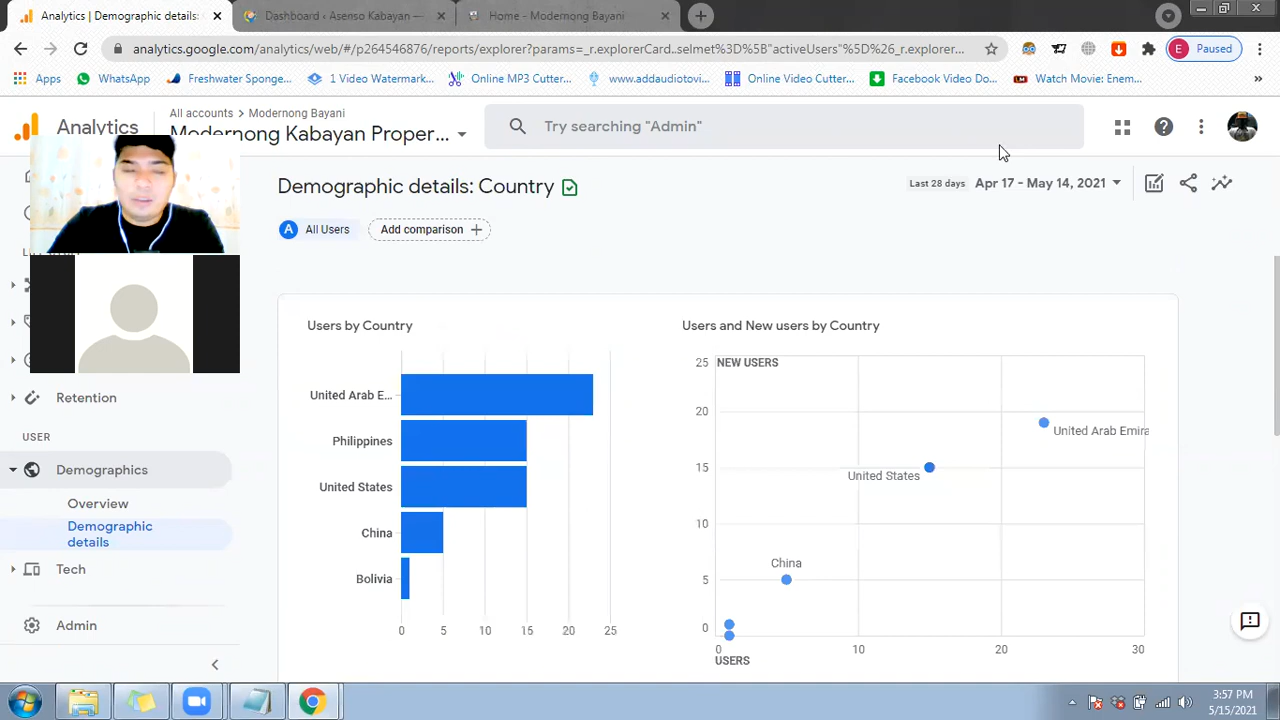 Analytics | Demographic details:
Dashboard ‹ Asenso Kabayan —
Home - Modernong Bayani
analytics.google.com/analytics/web/#/p264546876/reports/explorer?params=_r.explorerCard..selmet%3D%5B"activeUsers"%5D%26_r.explorer...
E
Paused
Apps
WhatsApp
Freshwater Sponge...
1 Video Watermark...
Online MP3 Cutter...
www.addaudiotovi...
Online Video Cutter...
Facebook Video Do...
Watch Movie: Enem...
»
Analytics
All accounts > Modernong Bayani
Modernong Kabayan Proper...
Try searching "Admin"
Demographic details: Country
Last 28 days
Apr 17 - May 14, 2021
A
All Users
Add comparison +
Retention
USER
Demographics
Overview
Demographic
details
Tech
Admin
Users by Country
United Arab E...
Philippines
United States
China
Bolivia
0 5 10 15 20 25
Users and New users by Country
25
NEW USERS
20
United Arab Emira
15
United States
10
China
5
0
0 10 20 30
USERS
3:57 PM
5/15/2021